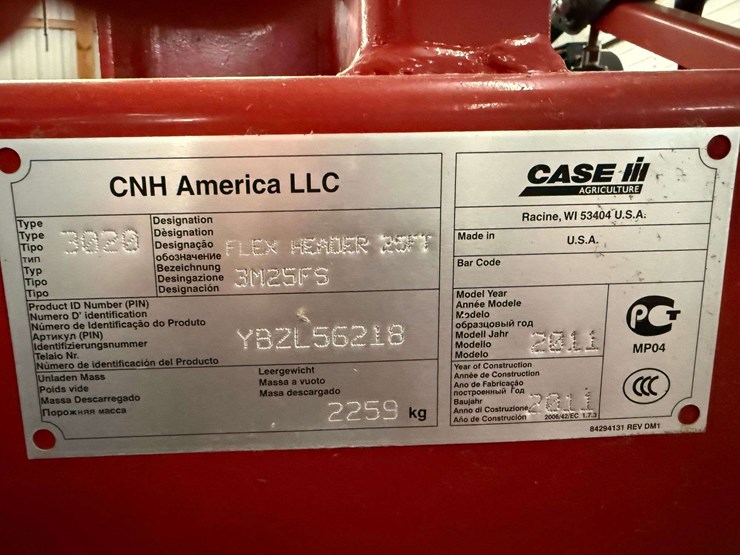 CNH America LLC
Type
Type
Tipo
тип
Typ
Tipo
Tipo
3020
Designation
Dèsignation
Designação
обозначение
Bezeichnung
Desingazione
Designación
FLEX HEADER 25FT
3M25FS
Product ID Number (PIN)
Numero D' identification
Número de Identificação do Produto
Артикул (PIN)
Identifizierungsnummer
Telaio Nr.
Número de identificación del Producto
YBZL56218
Unladen Mass
Poids vide
Massa Descarregado
Порожняя масса
Leergewicht
Massa a vuoto
Masa descargado
2259 kg
CASE IH
AGRICULTURE
Racine, WI 53404 U.S.A.
Made in
U.S.A.
Bar Code
Model Year
Année Modele
Modelo
образцовый год
Modell Jahr
Modello
Modelo
2011
Year of Construction
Année de Construction
Ano de Fabricação
построенный Год
Baujahr
Anno di Costruzione
Año de Construción
2011
2006/42/EC 1.7.3
РСТ
MP04
CCC
84294131 REV DM1